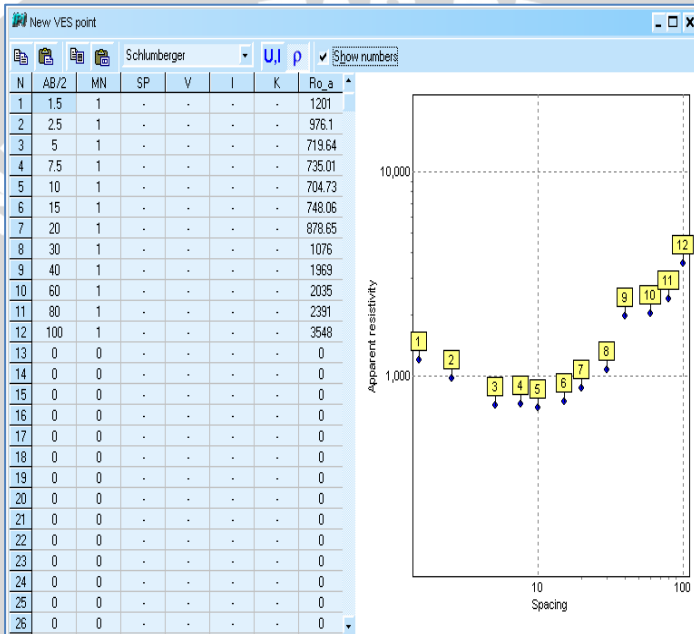 New VES point
Schlumberger U,I ρ Show numbers
N AB/2 MN SP V I K Ro_a
1 1.5 1 - - - - 1201
2 2.5 1 - - - - 976.1
3 5 1 - - - - 719.64
4 7.5 1 - - - - 735.01
5 10 1 - - - - 704.73
6 15 1 - - - - 748.06
7 20 1 - - - - 878.65
8 30 1 - - - - 1076
9 40 1 - - - - 1969
10 60 1 - - - - 2035
11 80 1 - - - - 2391
12 100 1 - - - - 3548
13 0 0 - - - - 0
14 0 0 - - - - 0
15 0 0 - - - - 0
16 0 0 - - - - 0
17 0 0 - - - - 0
18 0 0 - - - - 0
19 0 0 - - - - 0
20 0 0 - - - - 0
21 0 0 - - - - 0
22 0 0 - - - - 0
23 0 0 - - - - 0
24 0 0 - - - - 0
25 0 0 - - - - 0
26 0 0 - - - - 0
Apparent resistivity
10,000
1,000
1
2
3
4
5
6
7
8
9
10
11
12
10 100
Spacing